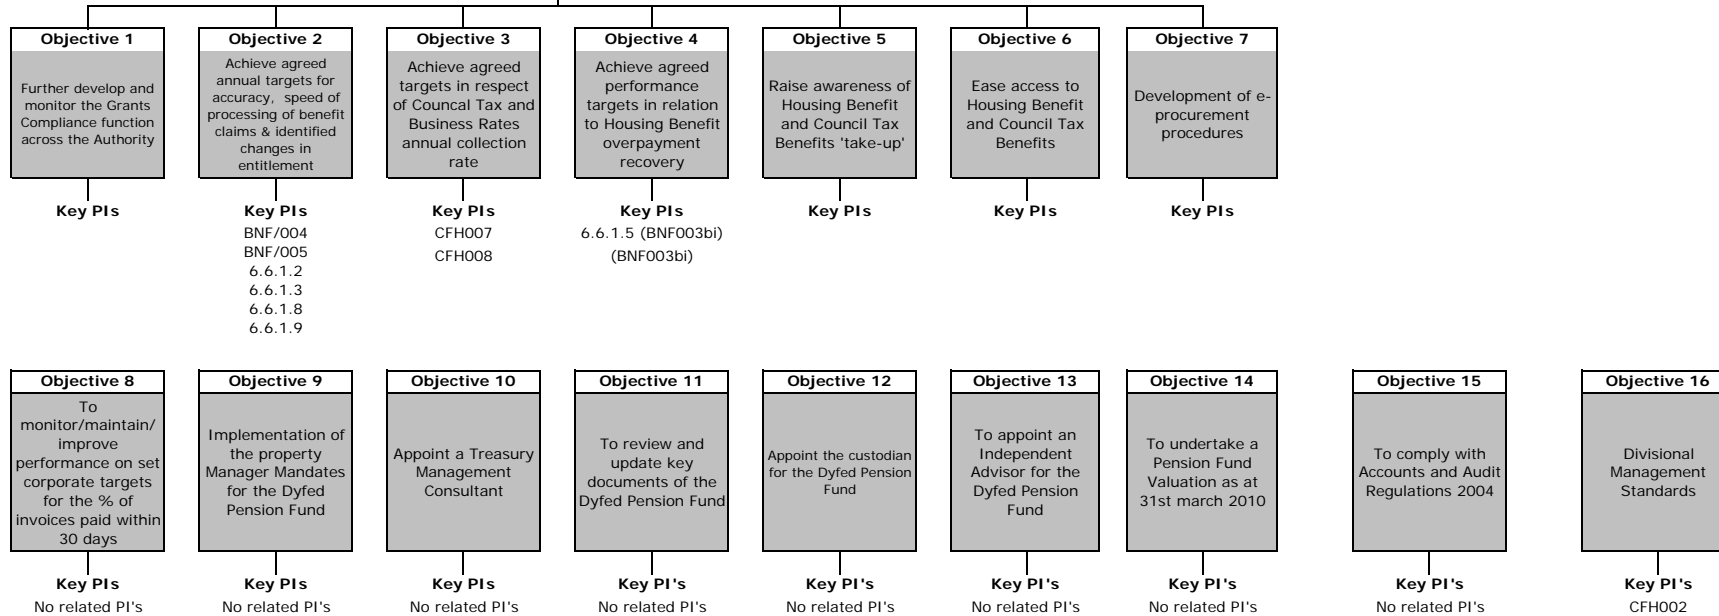 Objective 1
Further develop and
monitor the Grants
Compliance function
across the Authority
Key PIs
Objective 2
Achieve agreed
annual targets for
accuracy, speed of
processing of benefit
claims & identified
changes in
entitlement
Key PIs
BNF/004
BNF/005
6.6.1.2
6.6.1.3
6.6.1.8
6.6.1.9
Objective 3
Achieve agreed
targets in respect
of Councal Tax and
Business Rates
annual collection
rate
Key PIs
CFH007
CFH008
Objective 4
Achieve agreed
performance
targets in relation
to Housing Benefit
overpayment
recovery
Key PIs
6.6.1.5 (BNF003bi)
(BNF003bi)
Objective 5
Raise awareness of
Housing Benefit
and Council Tax
Benefits 'take-up'
Key PIs
Objective 6
Ease access to
Housing Benefit
and Council Tax
Benefits
Key PIs
Objective 7
Development of e-
procurement
procedures
Key PIs
Objective 8
To
monitor/maintain/
improve
performance on set
corporate targets
for the % of
invoices paid within
30 days
Key PIs
No related PI's
Objective 9
Implementation of
the property
Manager Mandates
for the Dyfed
Pension Fund
Key PIs
No related PI's
Objective 10
Appoint a Treasury
Management
Consultant
Key PIs
No related PI's
Objective 11
To review and
update key
documents of the
Dyfed Pension Fund
Key PI's
No related PI's
Objective 12
Appoint the custodian
for the Dyfed Pension
Fund
Key PI's
No related PI's
Objective 13
To appoint an
Independent
Advisor for the
Dyfed Pension
Fund
Key PI's
No related PI's
Objective 14
To undertake a
Pension Fund
Valuation as at
31st march 2010
Key PI's
No related PI's
Objective 15
To comply with
Accounts and Audit
Regulations 2004
Key PI's
No related PI's
Objective 16
Divisional
Management
Standards
Key PI's
CFH002